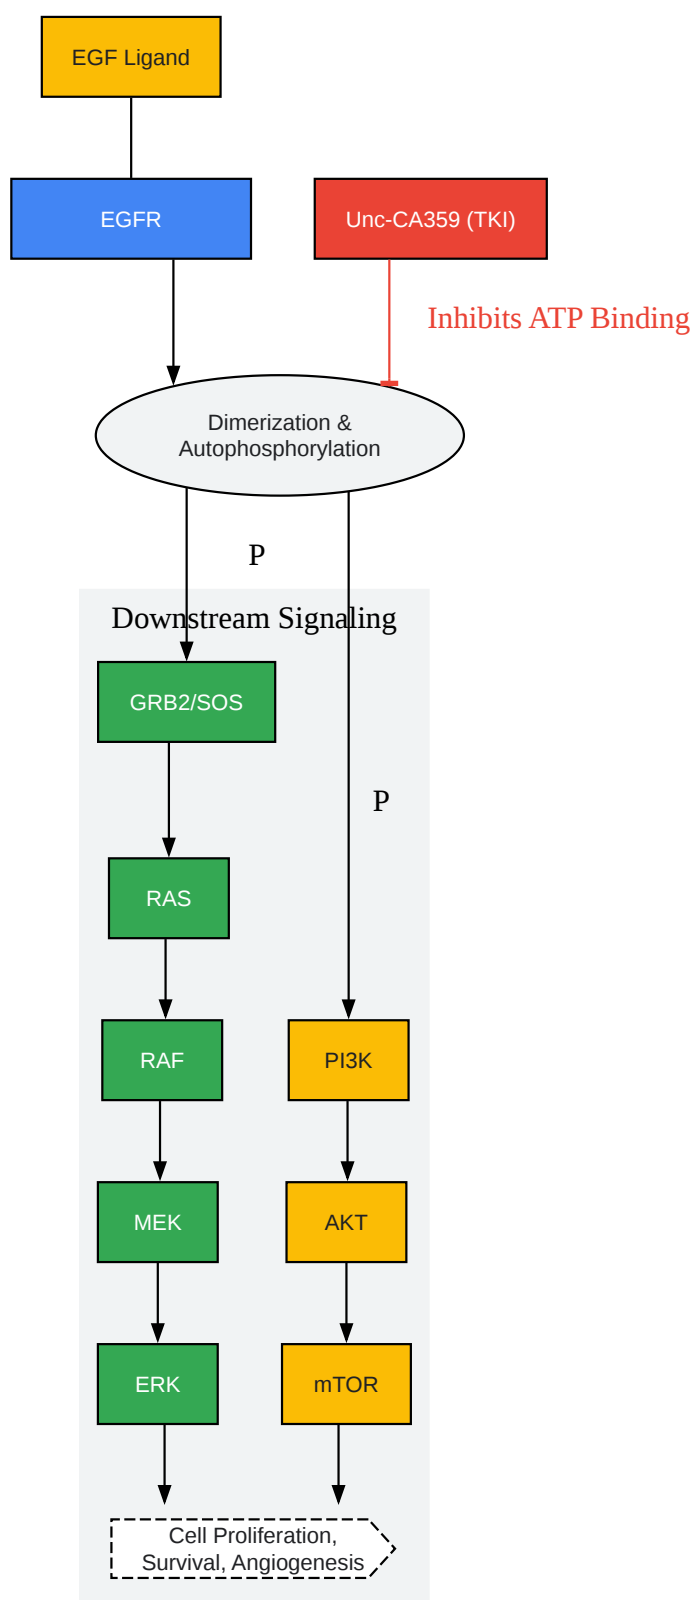 EGF Ligand
EGFR
Unc-CA359 (TKI)
Inhibits ATP Binding
Dimerization &
Autophosphorylation
P
Downstream Signaling
GRB2/SOS
P
RAS
RAF
PI3K
MEK
AKT
ERK
mTOR
Cell Proliferation,
Survival, Angiogenesis